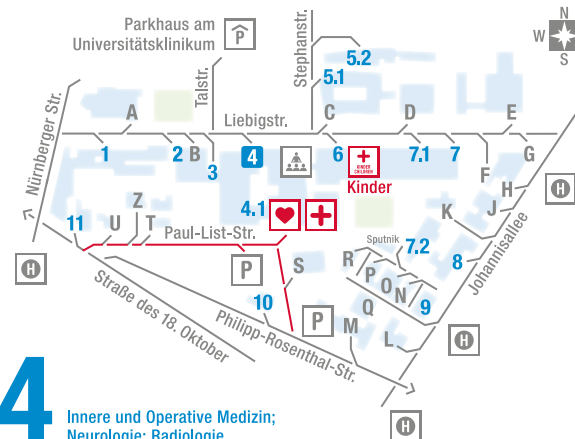 Parkhaus am
Universitätsklinikum
P
N
W
S
Stephanstr.
5.2
5.1
Talstr.
Nürnberger Str.
A
Liebigstr.
C
D
E
1
2
B
3
4
6
KINDER
CHILDREN
Kinder
7.1
7
F
G
H
H
J
K
Z
4.1
11
U
T
Paul-List-Str.
Sputnik
7.2
8
Johannisallee
H
P
S
R
P
O
N
9
Straße des 18. Oktober
10
Philipp-Rosenthal-Str.
P
Q
M
L
H
H
4
Innere und Operative Medizin;
Neurologie; Radiologie